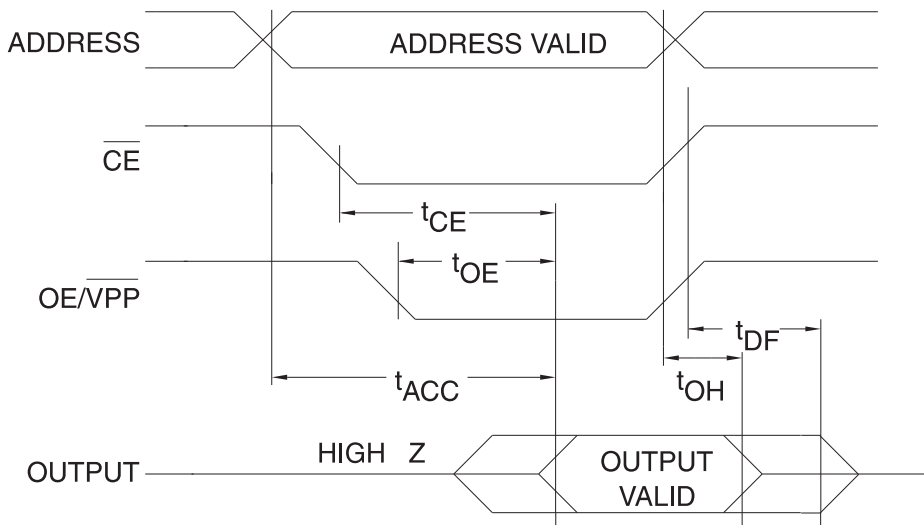 ADDRESS
ADDRESS VALID
CE
tCE
tOE
OE/VPP
tDF
tACC
tOH
HIGH Z
OUTPUT
OUTPUT
VALID